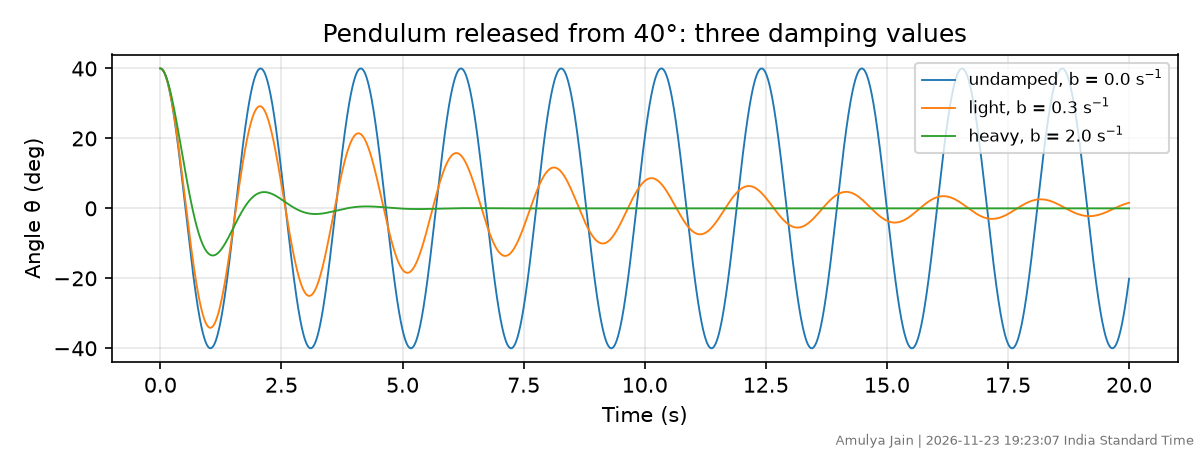 Pendulum released from 40°: three damping values
undamped, b = 0.0 s⁻¹
light, b = 0.3 s⁻¹
heavy, b = 2.0 s⁻¹
Angle θ (deg)
40
20
0
−20
−40
0.0 2.5 5.0 7.5 10.0 12.5 15.0 17.5 20.0
Time (s)
Amulya Jain | 2026-11-23 19:23:07 India Standard Time